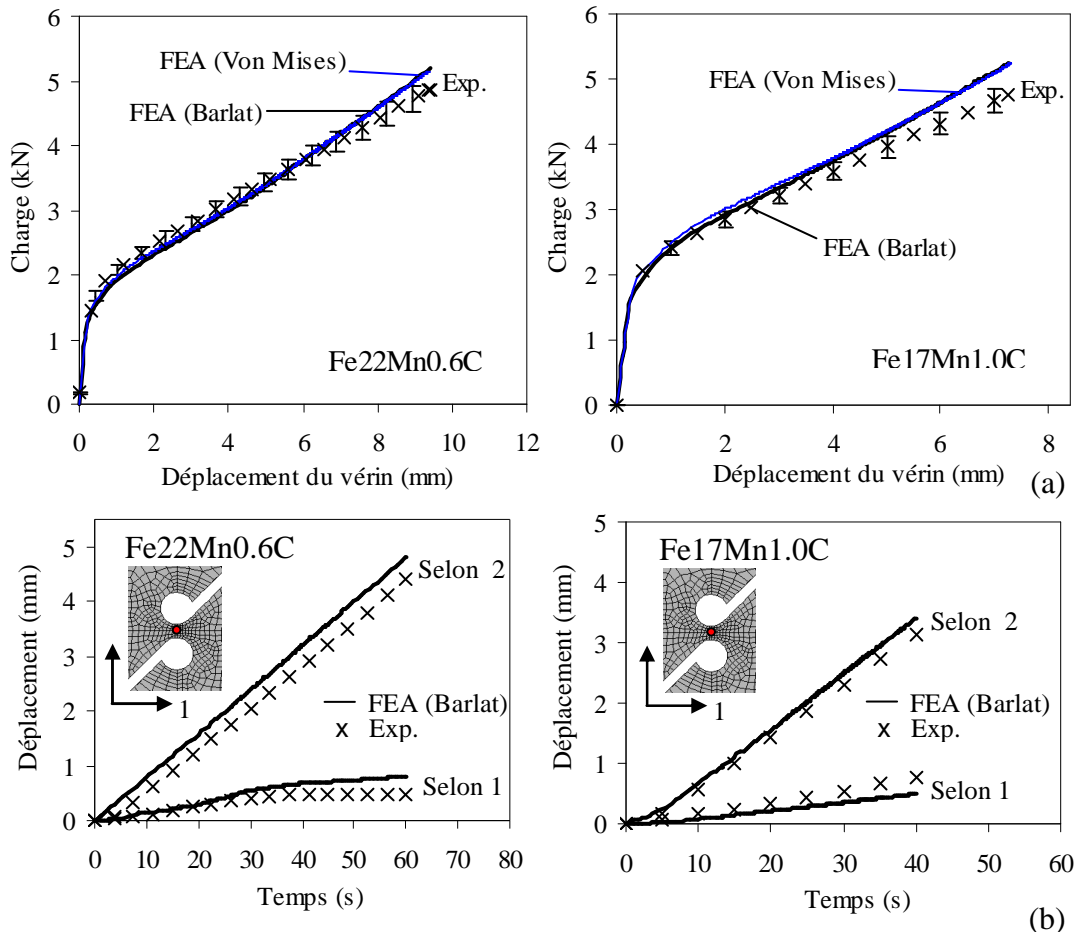 6
5
4
3
2
1
0
Charge (kN)
FEA (Von Mises)
FEA (Barlat)
Exp.
Fe22Mn0.6C
0 2 4 6 8 10 12
Déplacement du vérin (mm)
6
5
4
3
2
1
0
Charge (kN)
FEA (Von Mises)
Exp.
FEA (Barlat)
Fe17Mn1.0C
0 2 4 6 8
Déplacement du vérin (mm)
(a)
5
4
3
2
1
0
Déplacement (mm)
Fe22Mn0.6C
Selon 2
1
FEA (Barlat)
x Exp.
Selon 1
0 10 20 30 40 50 60 70 80
Temps (s)
5
4
3
2
1
0
Déplacement (mm)
Fe17Mn1.0C
Selon 2
1
FEA (Barlat)
x Exp.
Selon 1
0 10 20 30 40 50 60
Temps (s)
(b)